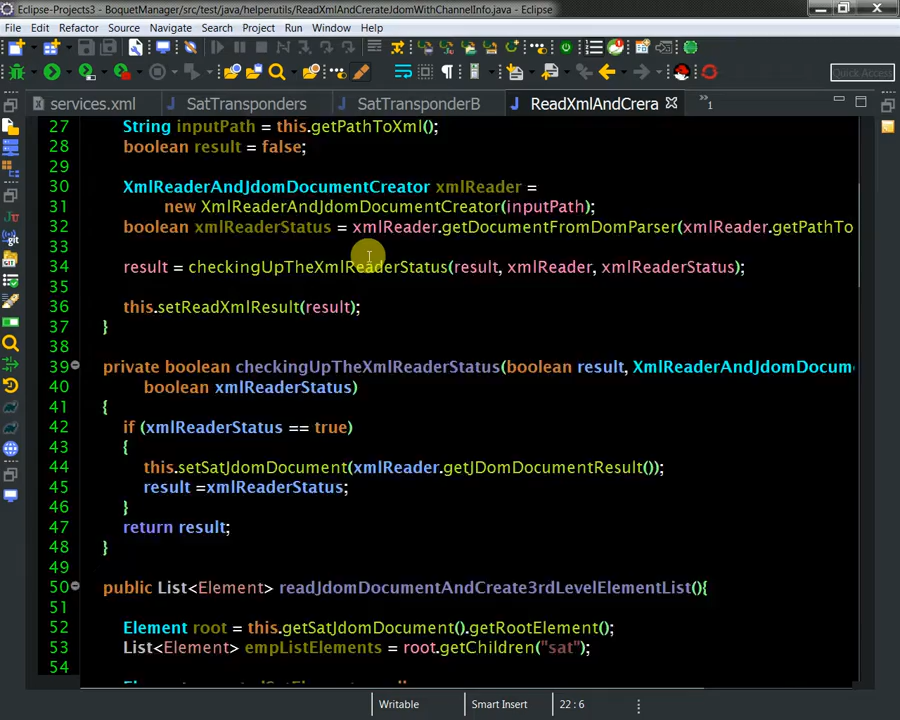 Eclipse-Projects3 - BoquetManager/src/test/java/helperutils/ReadXmlAndCrerateJdomWithChannelInfo.java - Eclipse
File Edit Refactor Source Navigate Search Project Run Window Help
Quick Access
services.xml SatTransponders SatTransponderB ReadXmlAndCrera »1
27 String inputPath = this.getPathToXml();
28 boolean result = false;
29
30 XmlReaderAndJdomDocumentCreator xmlReader =
31 new XmlReaderAndJdomDocumentCreator(inputPath);
32 boolean xmlReaderStatus = xmlReader.getDocumentFromDomParser(xmlReader.getPathTo
33
34 result = checkingUpTheXmlReaderStatus(result, xmlReader, xmlReaderStatus);
35
36 this.setReadXmlResult(result);
37 }
38
39 private boolean checkingUpTheXmlReaderStatus(boolean result, XmlReaderAndJdomDocum
40 boolean xmlReaderStatus)
41 {
42 if (xmlReaderStatus == true)
43 {
44 this.setSatJdomDocument(xmlReader.getJDomDocumentResult());
45 result =xmlReaderStatus;
46 }
47 return result;
48 }
49
50 public List<Element> readJdomDocumentAndCreate3rdLevelElementList(){
51
52 Element root = this.getSatJdomDocument().getRootElement();
53 List<Element> empListElements = root.getChildren("sat");
54
Writable Smart Insert 22 : 6